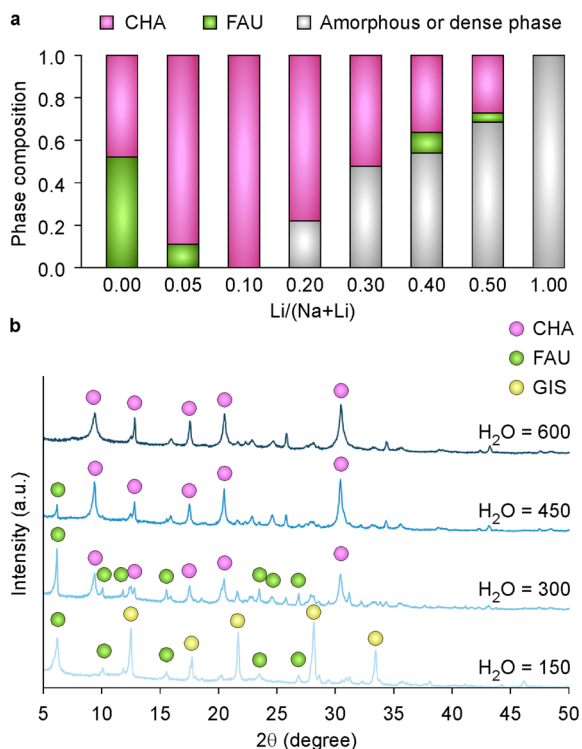 a
CHA FAU Amorphous or dense phase
Phase composition
1.0
0.8
0.6
0.4
0.2
0.0
0.00 0.05 0.10 0.20 0.30 0.40 0.50 1.00
Li/(Na+Li)
b
CHA
FAU
GIS
Intensity (a.u.)
H₂O = 600
H₂O = 450
H₂O = 300
H₂O = 150
5 10 15 20 25 30 35 40 45 50
2θ (degree)